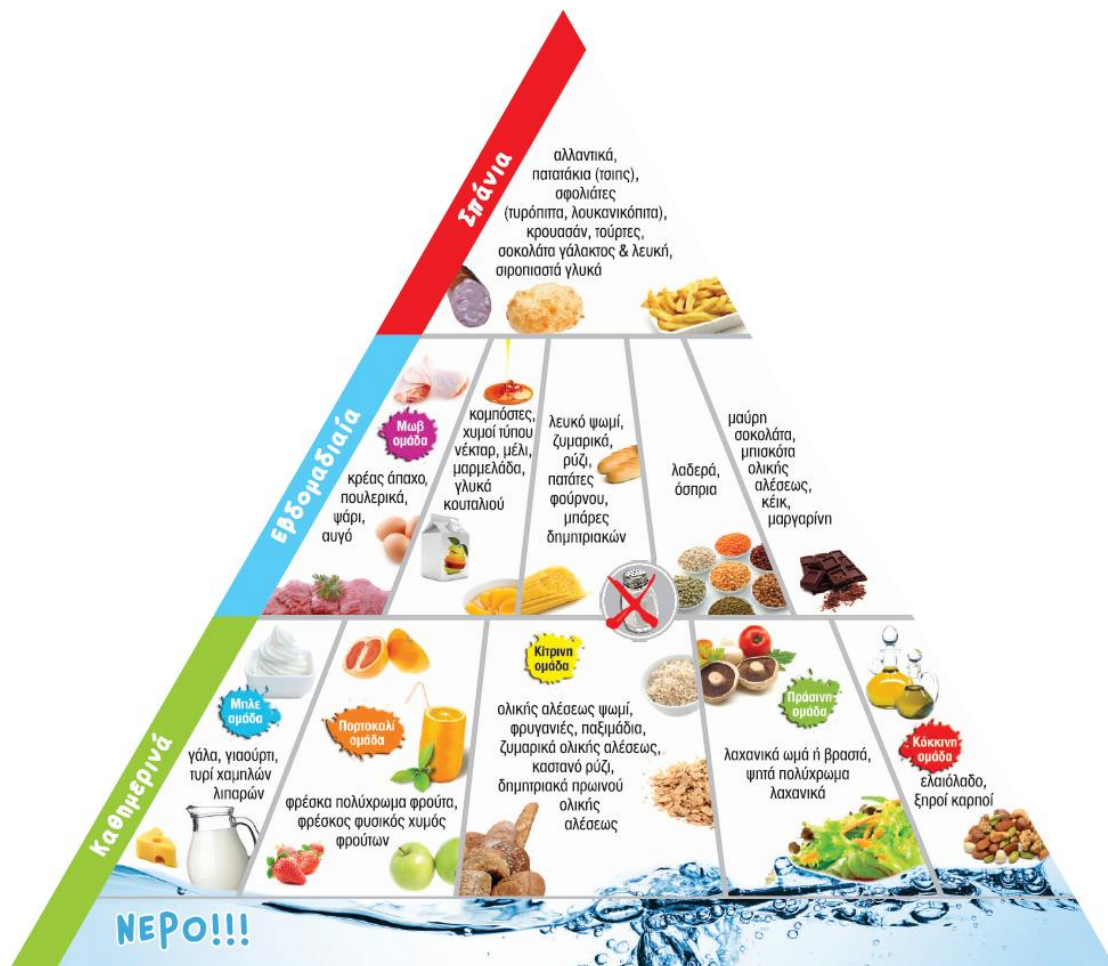 Σπάνια
αλλαντικά,
πατατάκια (τσιπς),
σφολιάτες
(τυρόπιττα, λουκανικόπιτα),
κρουασάν, τούρτες,
σοκολάτα γάλακτος & λευκή,
σιροπιαστά γλυκά
εβδομαδιαία
Μωβ
ομάδα
κρέας άπαχο,
πουλερικά,
ψάρι,
αυγό
κομπόστες,
χυμοί τύπου
νέκταρ, μέλι,
μαρμελάδα,
γλυκά
κουταλιού
λευκό ψωμί,
ζυμαρικά,
ρύζι,
πατάτες
φούρνου,
μπάρες
δημητριακών
λαδερά,
όσπρια
μαύρη
σοκολάτα,
μπισκότα
ολικής
αλέσεως,
κέικ,
μαργαρίνη
Καθημερινά
Μπλε
ομάδα
γάλα, γιαούρτι,
τυρί χαμηλών
λιπαρών
Πορτοκαλί
ομάδα
φρέσκα πολύχρωμα φρούτα,
φρέσκος φυσικός χυμός
φρούτων
Κίτρινη
ομάδα
ολικής αλέσεως ψωμί,
φρυγανιές, παξιμάδια,
ζυμαρικά ολικής αλέσεως,
καστανό ρύζι,
δημητριακά πρωινού
ολικής
αλέσεως
Πράσινη
ομάδα
λαχανικά ωμά ή βραστά,
ψητά πολύχρωμα
λαχανικά
Κόκκινη
ομάδα
ελαιόλαδο,
ξηροί καρποί
ΝΕΡΟ!!!